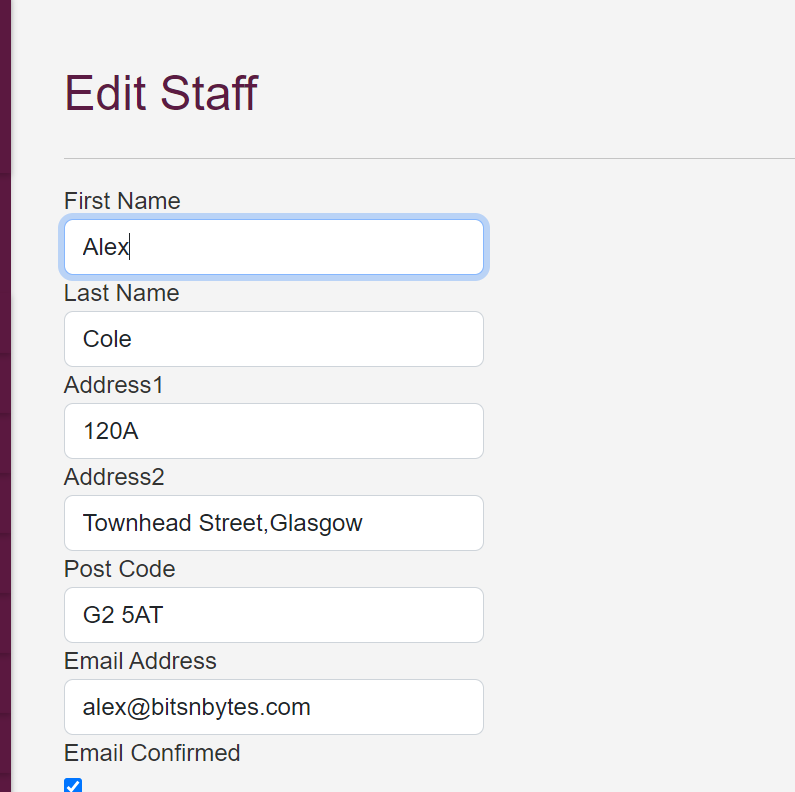 Edit Staff
First Name
Alex
Last Name
Cole
Address1
120A
Address2
Townhead Street,Glasgow
Post Code
G2 5AT
Email Address
alex@bitsnbytes.com
Email Confirmed